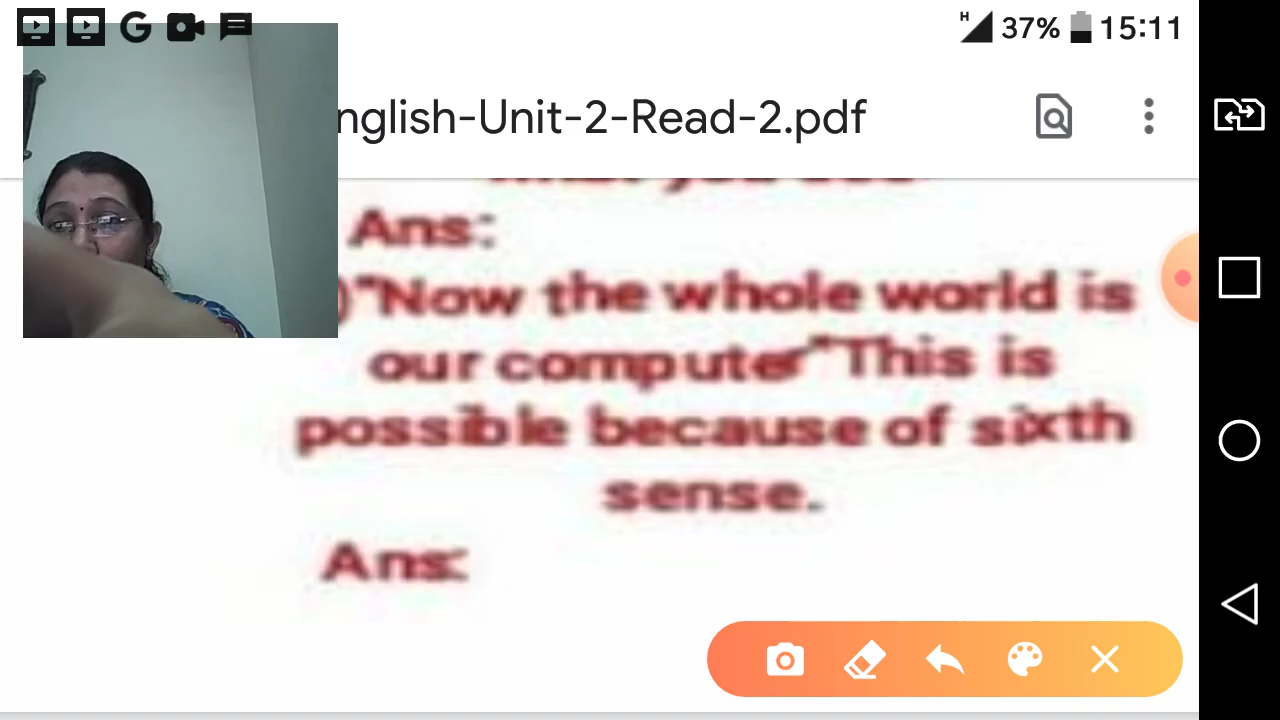 37% 15:11
nglish-Unit-2-Read-2.pdf
Ans:
)"Now the whole world is
our computer"This is
possible because of sixth
sense.
Ans: